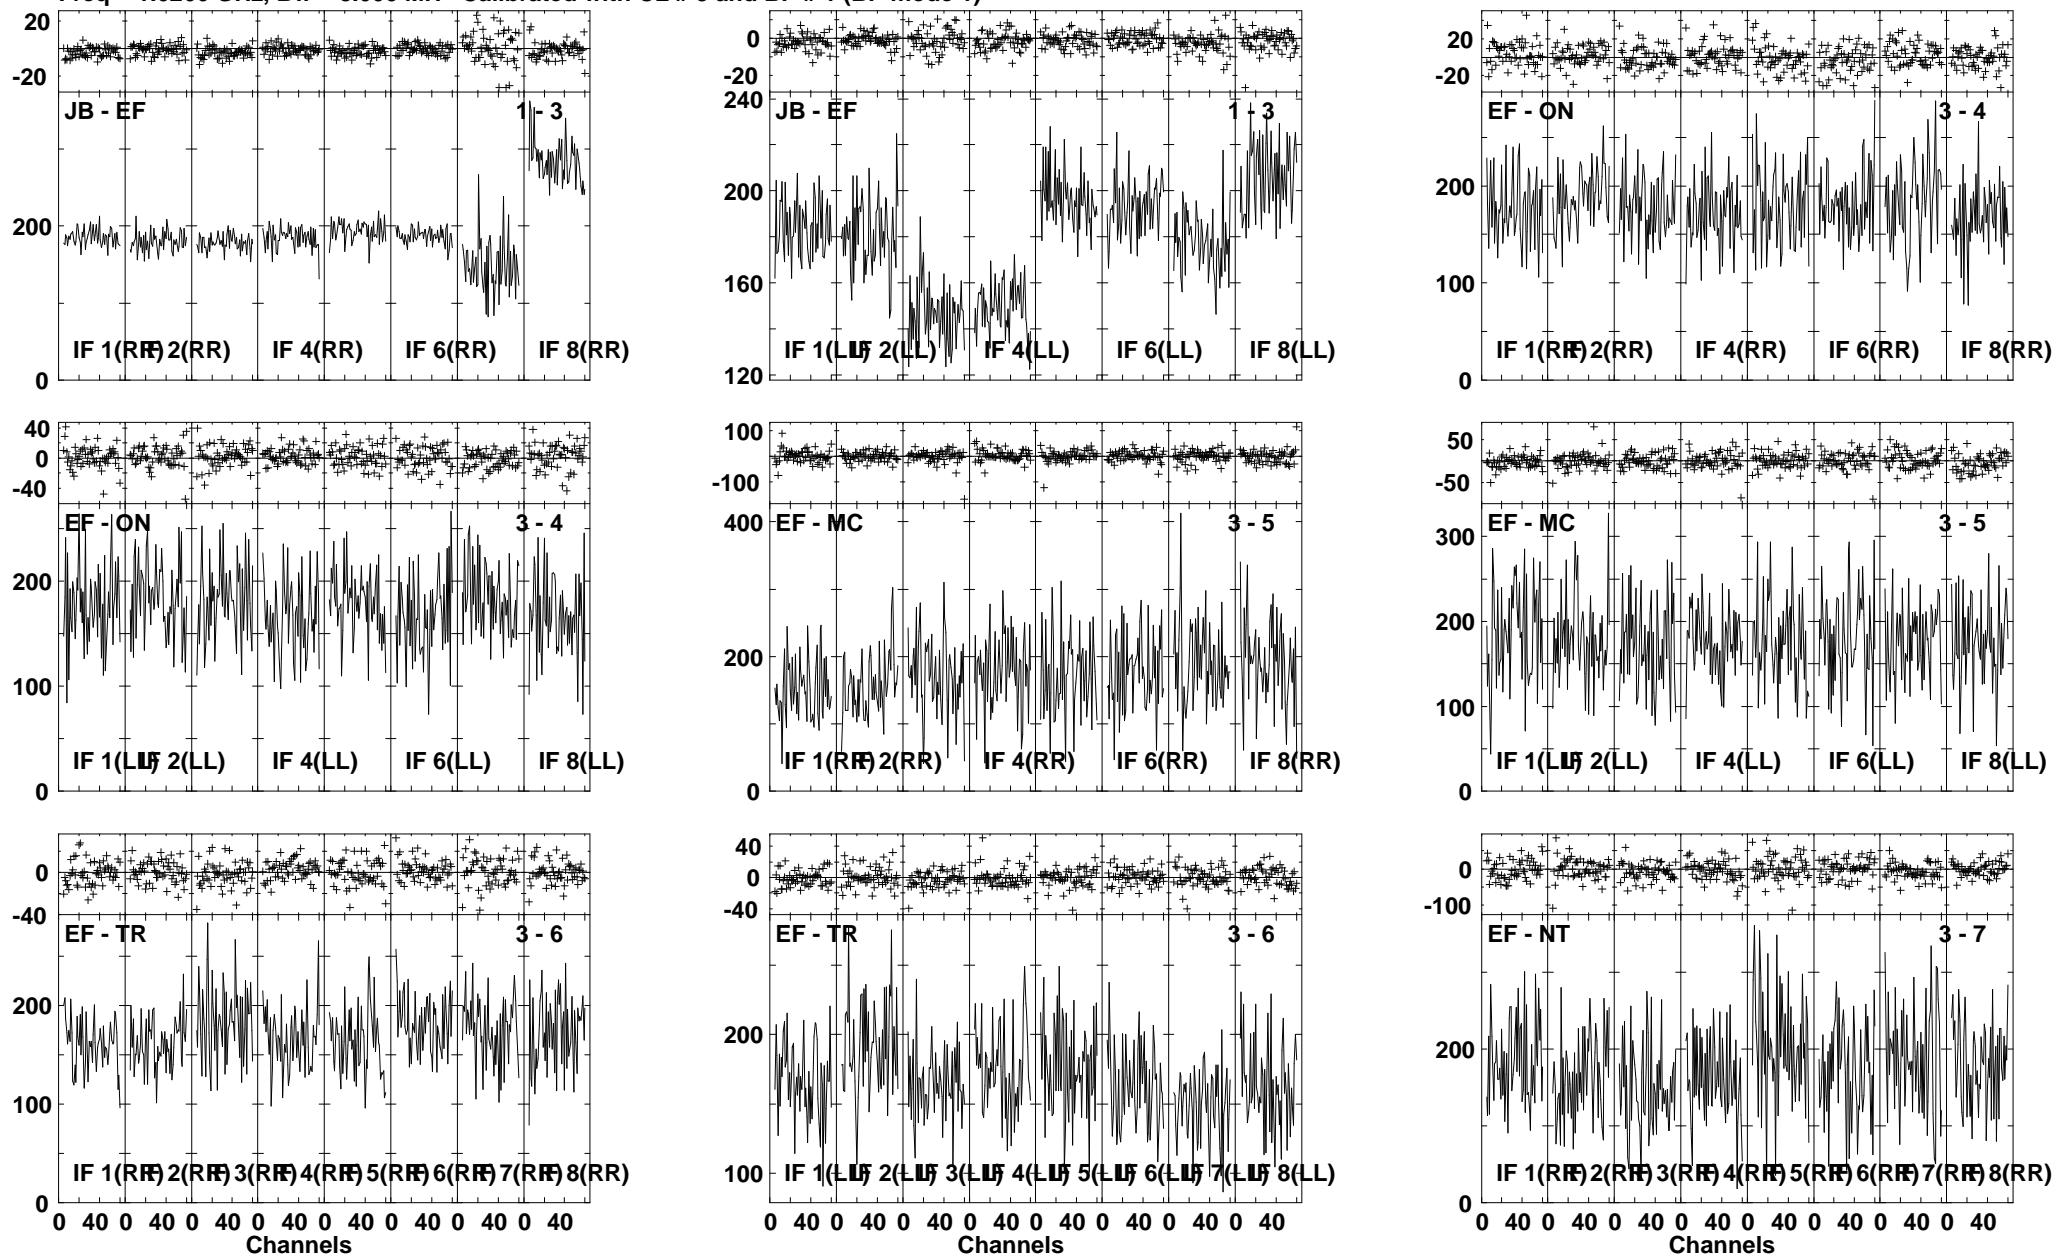 20
-20
JB - EF 1 - 3
200
0
IF 1(RR) IF 2(RR) IF 4(RR) IF 6(RR) IF 8(RR)
0
-20
240
JB - EF 1 - 3
200
160
120
IF 1(LL) IF 2(LL) IF 4(LL) IF 6(LL) IF 8(LL)
20
-20
EF - ON 3 - 4
200
100
0
IF 1(RR) IF 2(RR) IF 4(RR) IF 6(RR) IF 8(RR)
40
0
-40
EF - ON 3 - 4
200
100
0
IF 1(LL) IF 2(LL) IF 4(LL) IF 6(LL) IF 8(LL)
100
-100
400
EF - MC 3 - 5
200
0
IF 1(RR) IF 2(RR) IF 4(RR) IF 6(RR) IF 8(RR)
50
-50
300
EF - MC 3 - 5
200
100
0
IF 1(LL) IF 2(LL) IF 4(LL) IF 6(LL) IF 8(LL)
0
-40
EF - TR 3 - 6
200
100
0
IF 1(RR) IF 2(RR) IF 3(RR) IF 4(RR) IF 5(RR) IF 6(RR) IF 7(RR) IF 8(RR)
0 40 0 40 0 40 0 40 0 40 0 40 0 40 0 40
Channels
40
0
-40
EF - TR 3 - 6
200
100
IF 1(LL) IF 2(LL) IF 3(LL) IF 4(LL) IF 5(LL) IF 6(LL) IF 7(LL) IF 8(LL)
0 40 0 40 0 40 0 40 0 40 0 40 0 40 0 40
Channels
0
-100
EF - NT 3 - 7
200
0
IF 1(RR) IF 2(RR) IF 3(RR) IF 4(RR) IF 5(RR) IF 6(RR) IF 7(RR) IF 8(RR)
0 40 0 40 0 40 0 40 0 40 0 40 0 40 0 40
Channels